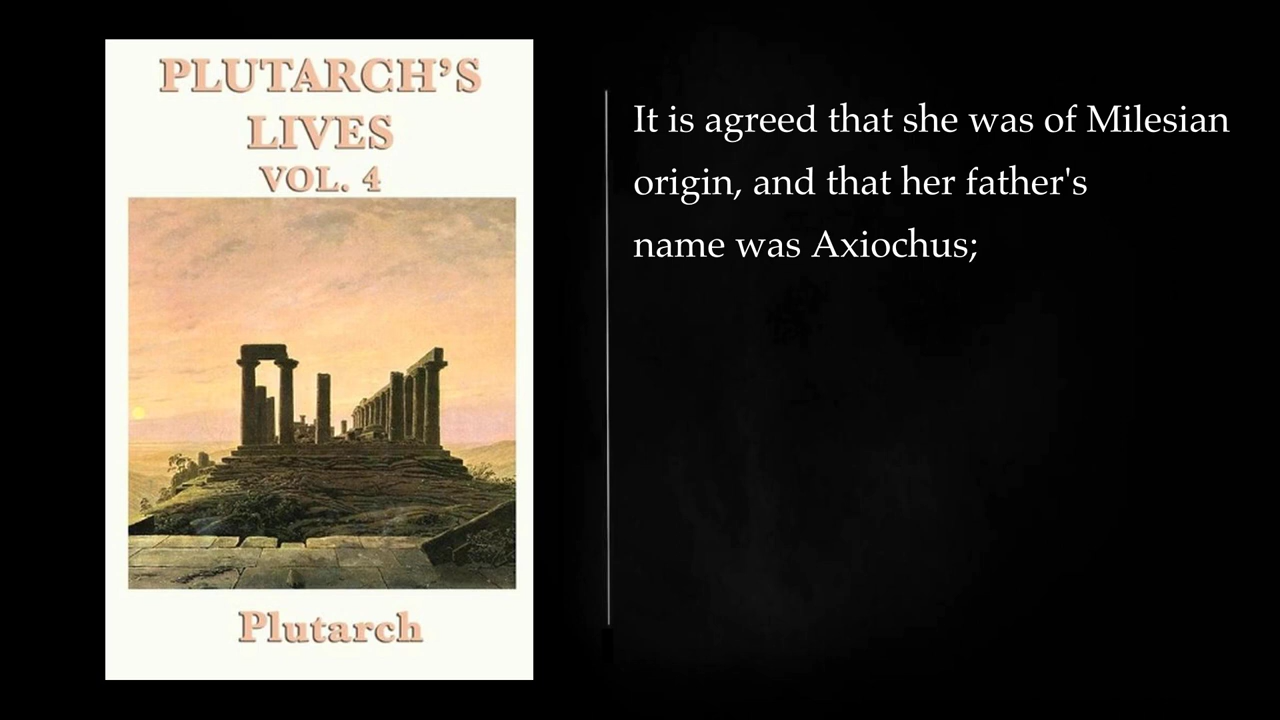 PLUTARCH'S
LIVES
VOL. 4
Plutarch
It is agreed that she was of Milesian
origin, and that her father's
name was Axiochus;